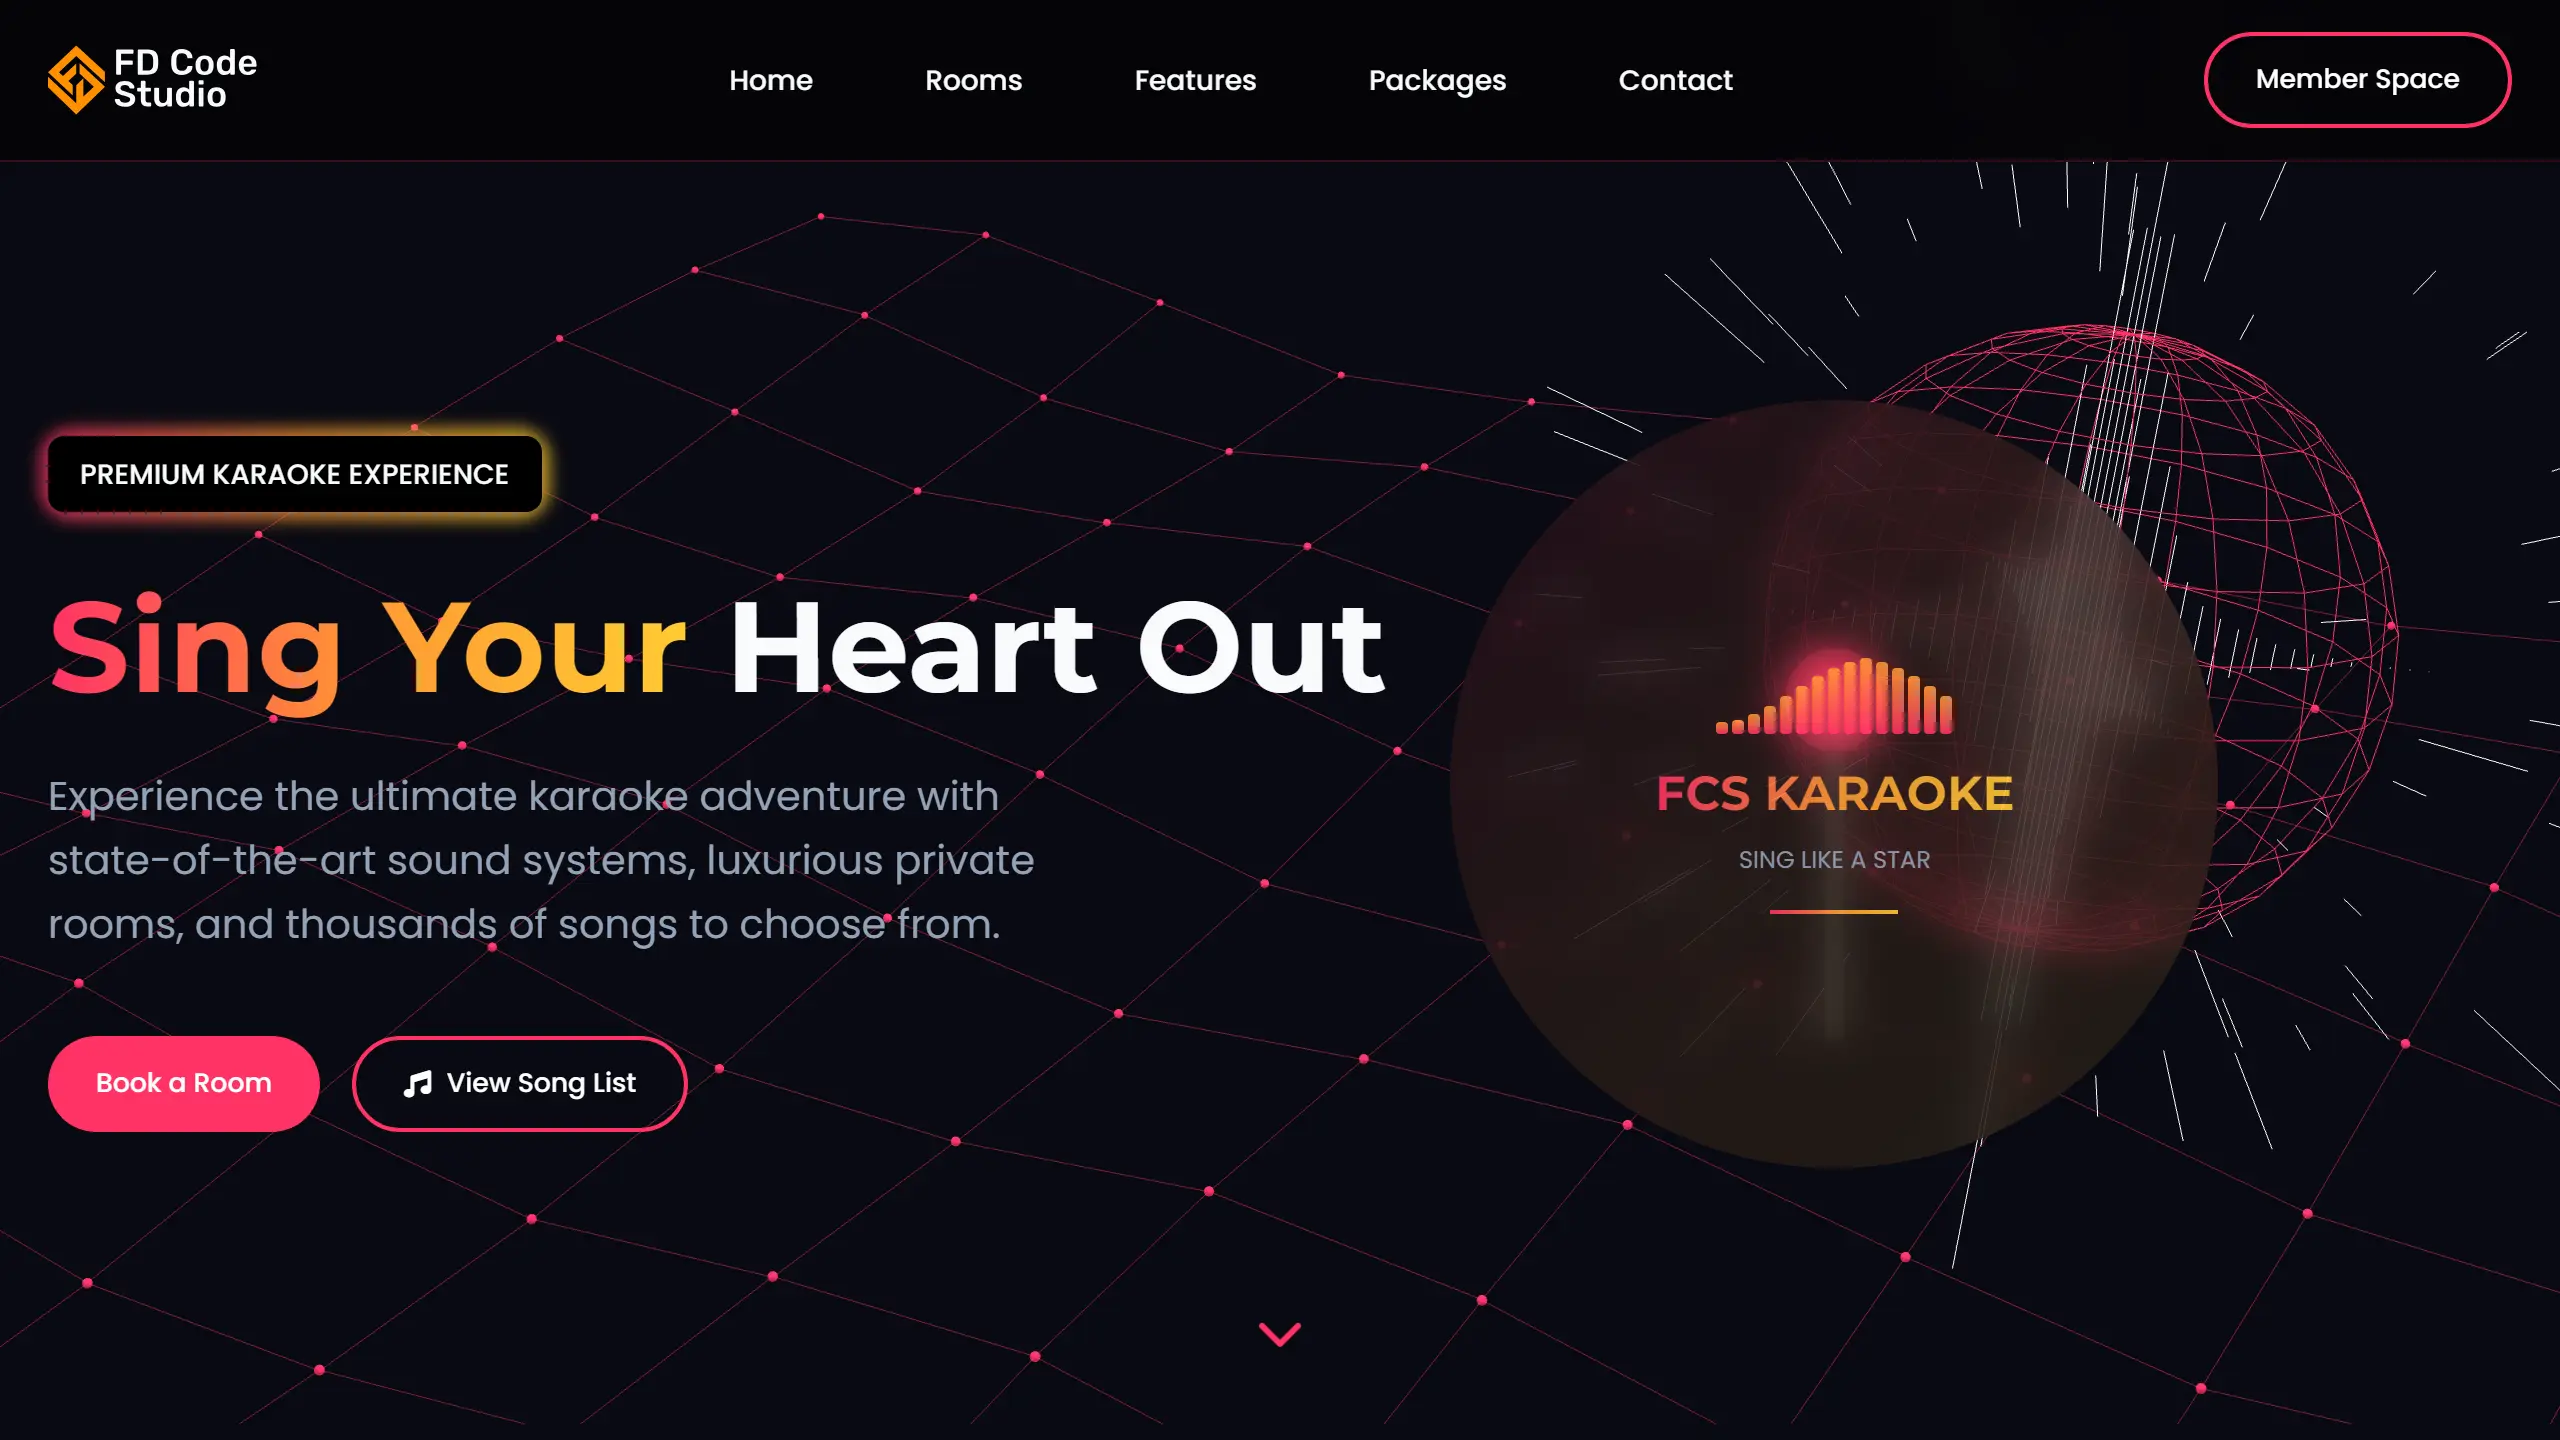 FD Code
Studio
Home
Rooms
Features
Packages
Contact
Member Space
PREMIUM KARAOKE EXPERIENCE
Sing Your Heart Out
Experience the ultimate karaoke adventure with
state-of-the-art sound systems, luxurious private
rooms, and thousands of songs to choose from.
Book a Room
View Song List
FCS KARAOKE
SING LIKE A STAR